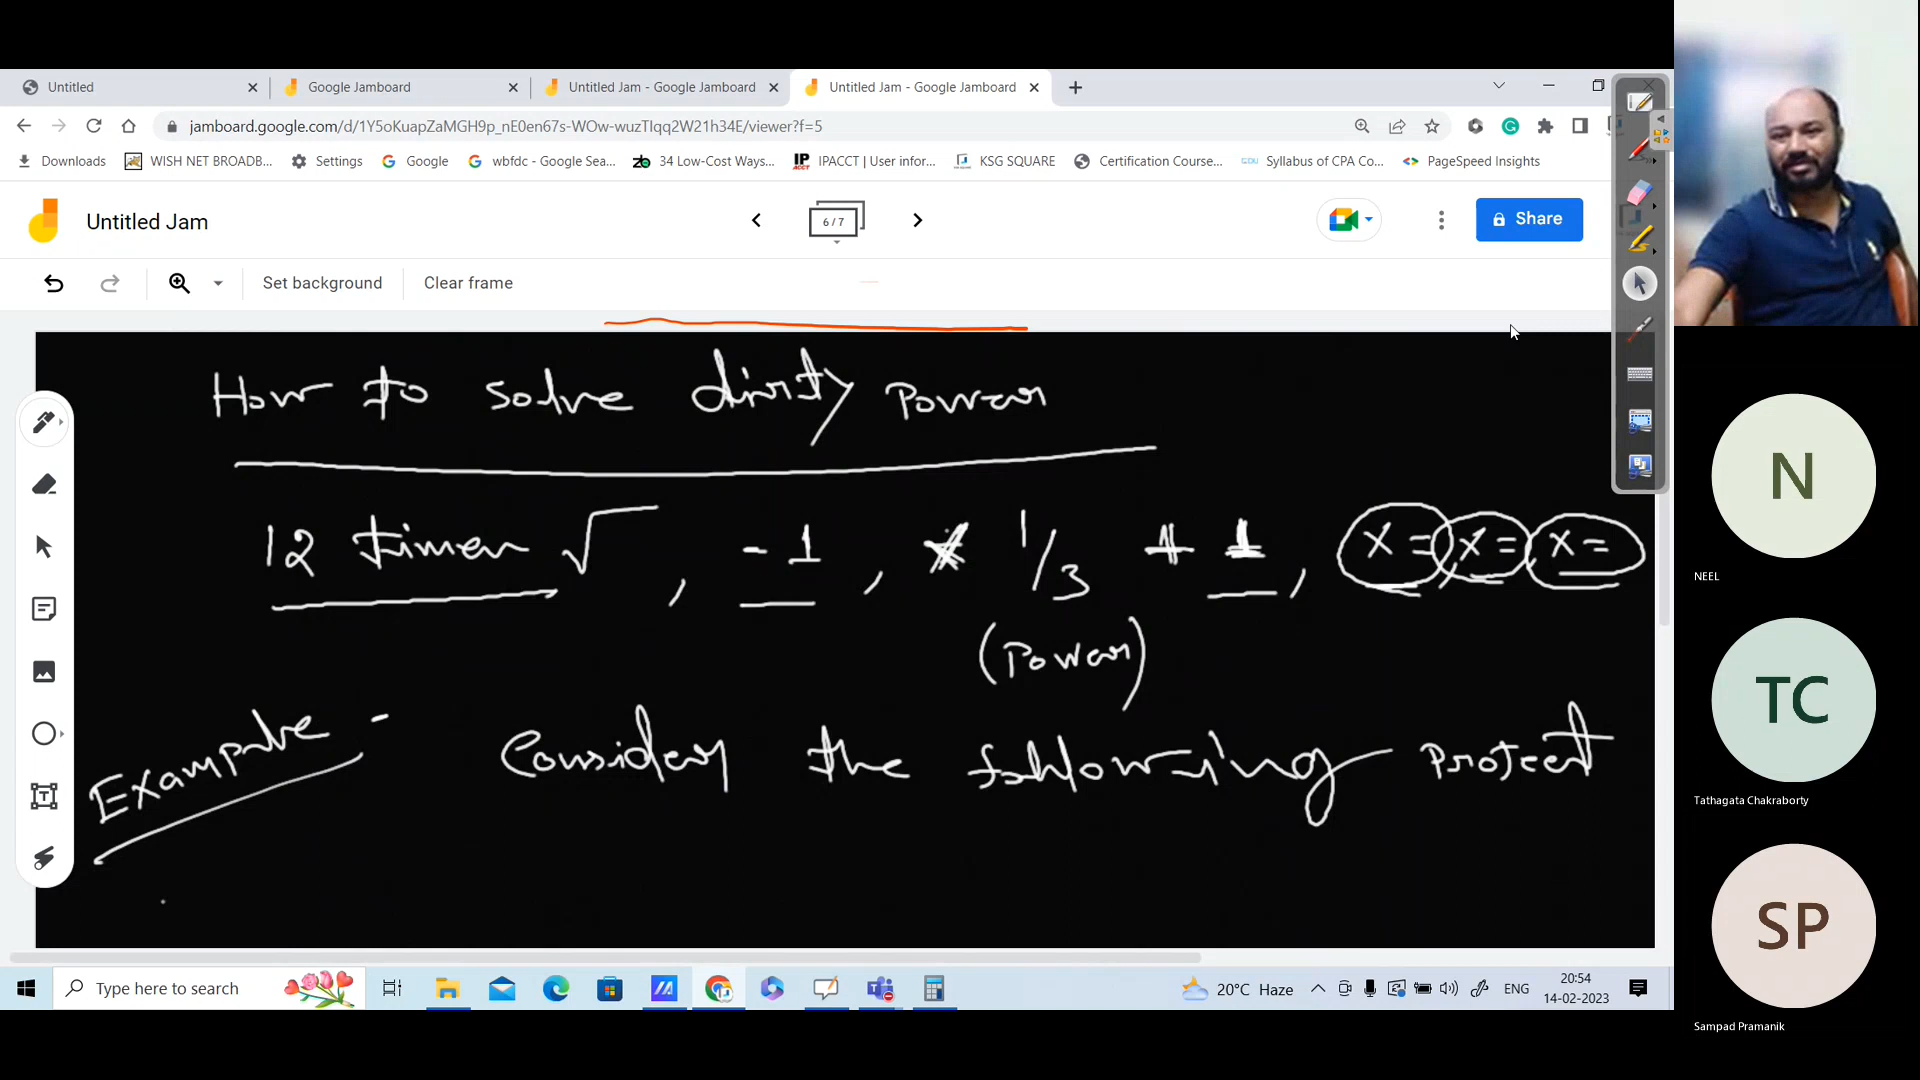 Untitled
Google Jamboard
Untitled Jam - Google Jamboard
Untitled Jam - Google Jamboard
jamboard.google.com/d/1Y5oKuapZaMGH9p_nE0en67s-WOw-wuzTlqq2W21h34E/viewer?f=5
Downloads WISH NET BROADB... Settings Google wbfdc - Google Sea... 34 Low-Cost Ways... IPACCT | User infor... KSG SQUARE Certification Course... Syllabus of CPA Co... PageSpeed Insights
Untitled Jam
6 / 7
Share
Set background Clear frame
How to solve dirsty Power
12 times √ , - 1 , * 1/3 + 1 , x = , x = , x =
(Power)
Example - Consider the following Project
Type here to search
20°C Haze
ENG
20:54
14-02-2023
N
NEEL
TC
Tathagata Chakraborty
SP
Sampad Pramanik